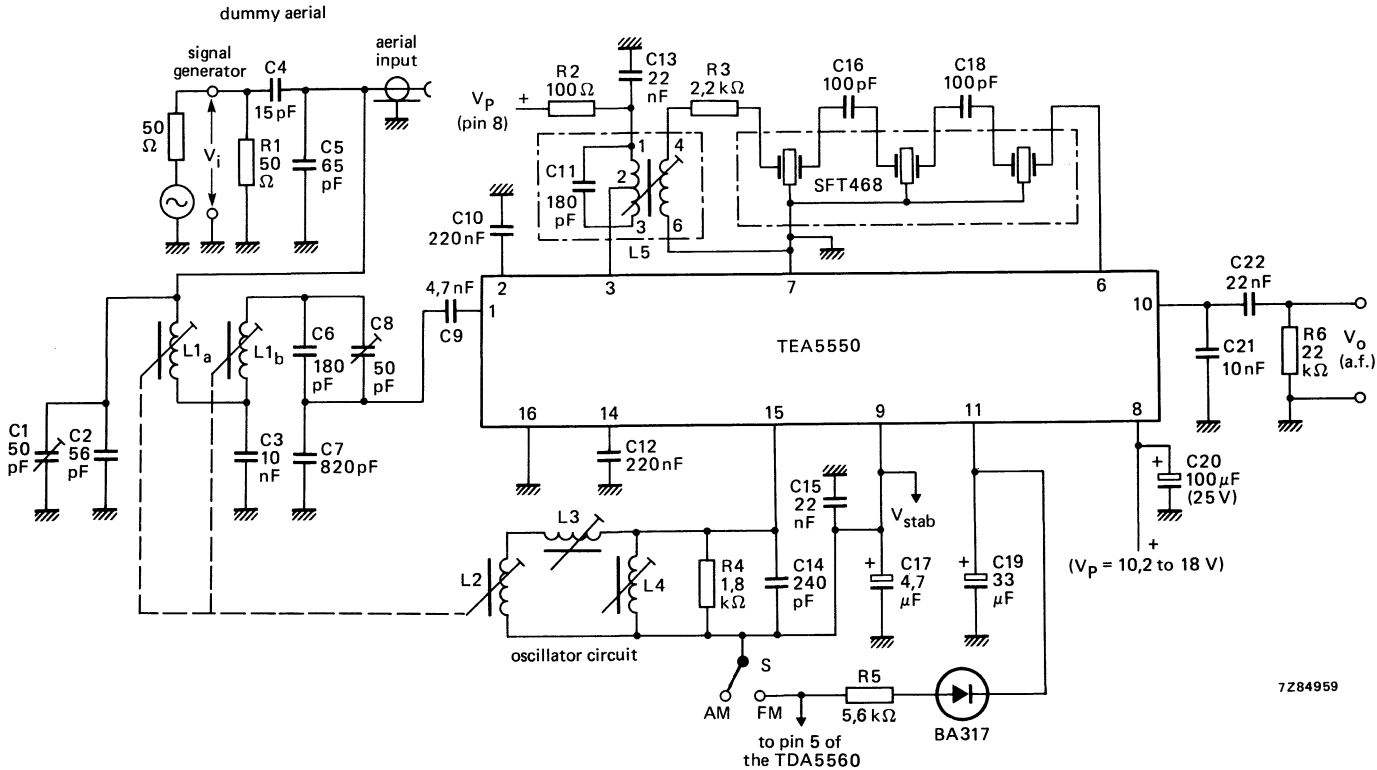 dummy aerial
signal
generator
C4
15 pF
aerial
input
50
Ω
Vi
R1
50
Ω
C5
65
pF
VP
(pin 8)
+
R2
100 Ω
C13
22
nF
R3
2,2 kΩ
C16
100 pF
C18
100 pF
C11
180
pF
1
2
3
4
6
L5
SFT468
C10
220 nF
4,7 nF
C9
1
2
3
7
6
10
TEA5550
16
14
15
9
11
8
L1a
L1b
C6
180
pF
C8
50
pF
C1
50
pF
C2
56
pF
C3
10
nF
C7
820 pF
C12
220 nF
C22
22 nF
C21
10 nF
R6
22
kΩ
Vo
(a.f.)
+
C20
100 µF
(25 V)
+
(VP = 10,2 to 18 V)
C15
22
nF
Vstab
L2
L3
L4
R4
1,8
kΩ
C14
240
pF
+
C17
4,7
µF
+
C19
33
µF
oscillator circuit
S
AM
FM
R5
5,6 kΩ
BA317
to pin 5 of
the TDA5560
7Z84959